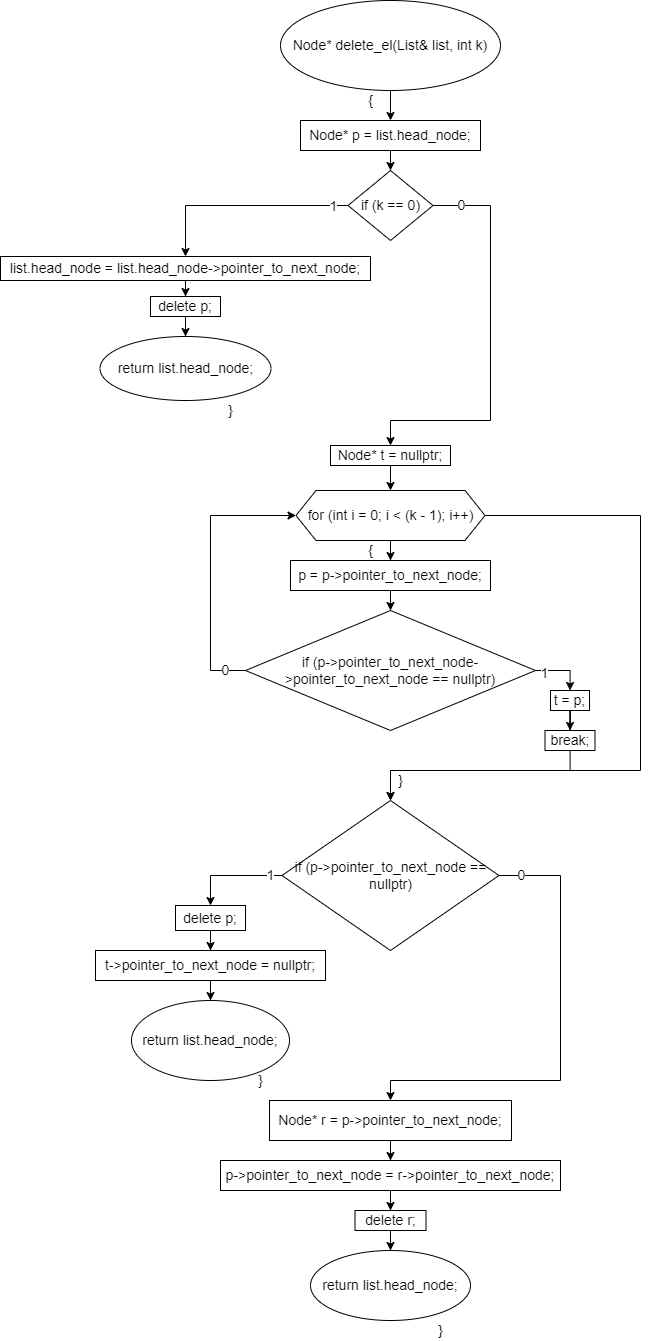 Node* delete_el(List& list, int k)
{
Node* p = list.head_node;
if (k == 0)
1
0
list.head_node = list.head_node->pointer_to_next_node;
delete p;
return list.head_node;
}
Node* t = nullptr;
for (int i = 0; i < (k - 1); i++)
{
p = p->pointer_to_next_node;
if (p->pointer_to_next_node-
>pointer_to_next_node == nullptr)
0
1
t = p;
break;
}
if (p->pointer_to_next_node ==
nullptr)
1
0
delete p;
t->pointer_to_next_node = nullptr;
return list.head_node;
}
Node* r = p->pointer_to_next_node;
p->pointer_to_next_node = r->pointer_to_next_node;
delete r;
return list.head_node;
}